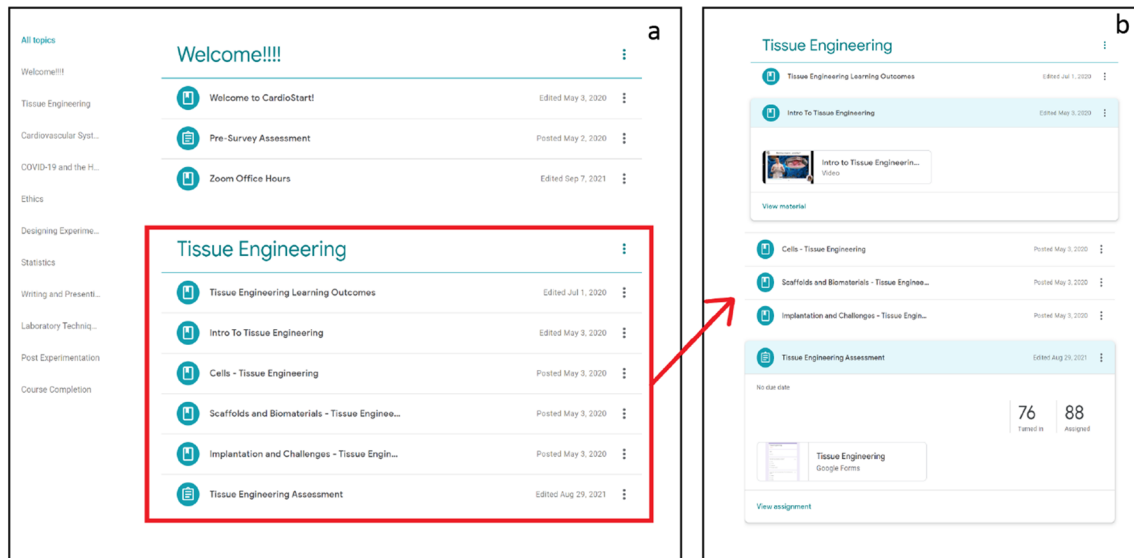 a
All topics
Welcome!!!!
Tissue Engineering
Cardiovascular Syst...
COVID-19 and the H...
Ethics
Designing Experime...
Statistics
Writing and Presenti...
Laboratory Techniq...
Post Experimentation
Course Completion
Welcome!!!!
Welcome to CardioStart! Edited May 3, 2020
Pre-Survey Assessment Posted May 2, 2020
Zoom Office Hours Edited Sep 7, 2021
Tissue Engineering
Tissue Engineering Learning Outcomes Edited Jul 1, 2020
Intro To Tissue Engineering Edited May 3, 2020
Cells - Tissue Engineering Posted May 3, 2020
Scaffolds and Biomaterials - Tissue Enginee... Posted May 3, 2020
Implantation and Challenges - Tissue Engin... Posted May 3, 2020
Tissue Engineering Assessment Edited Aug 29, 2021
b
Tissue Engineering
Tissue Engineering Learning Outcomes Edited Jul 1, 2020
Intro To Tissue Engineering Edited May 3, 2020
Intro to Tissue Engineerin...
Video
View material
Cells - Tissue Engineering Posted May 3, 2020
Scaffolds and Biomaterials - Tissue Enginee... Posted May 3, 2020
Implantation and Challenges - Tissue Engin... Posted May 3, 2020
Tissue Engineering Assessment Edited Aug 29, 2021
No due date
76 88
Turned in Assigned
Tissue Engineering
Google Forms
View assignment